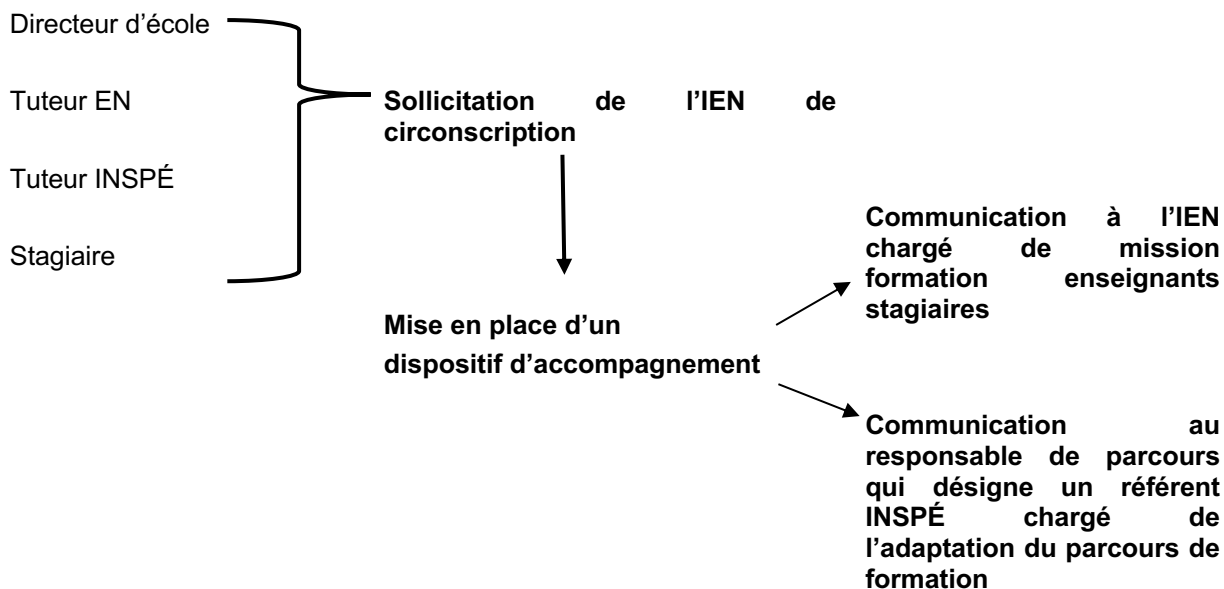 Directeur d’école
Tuteur EN
Tuteur INSPÉ
Stagiaire
Sollicitation de l’IEN de
circonscription
Mise en place d’un
dispositif d’accompagnement
Communication à l’IEN
chargé de mission
formation enseignants
stagiaires
Communication au
responsable de parcours
qui désigne un référent
INSPÉ chargé de
l’adaptation du parcours de
formation